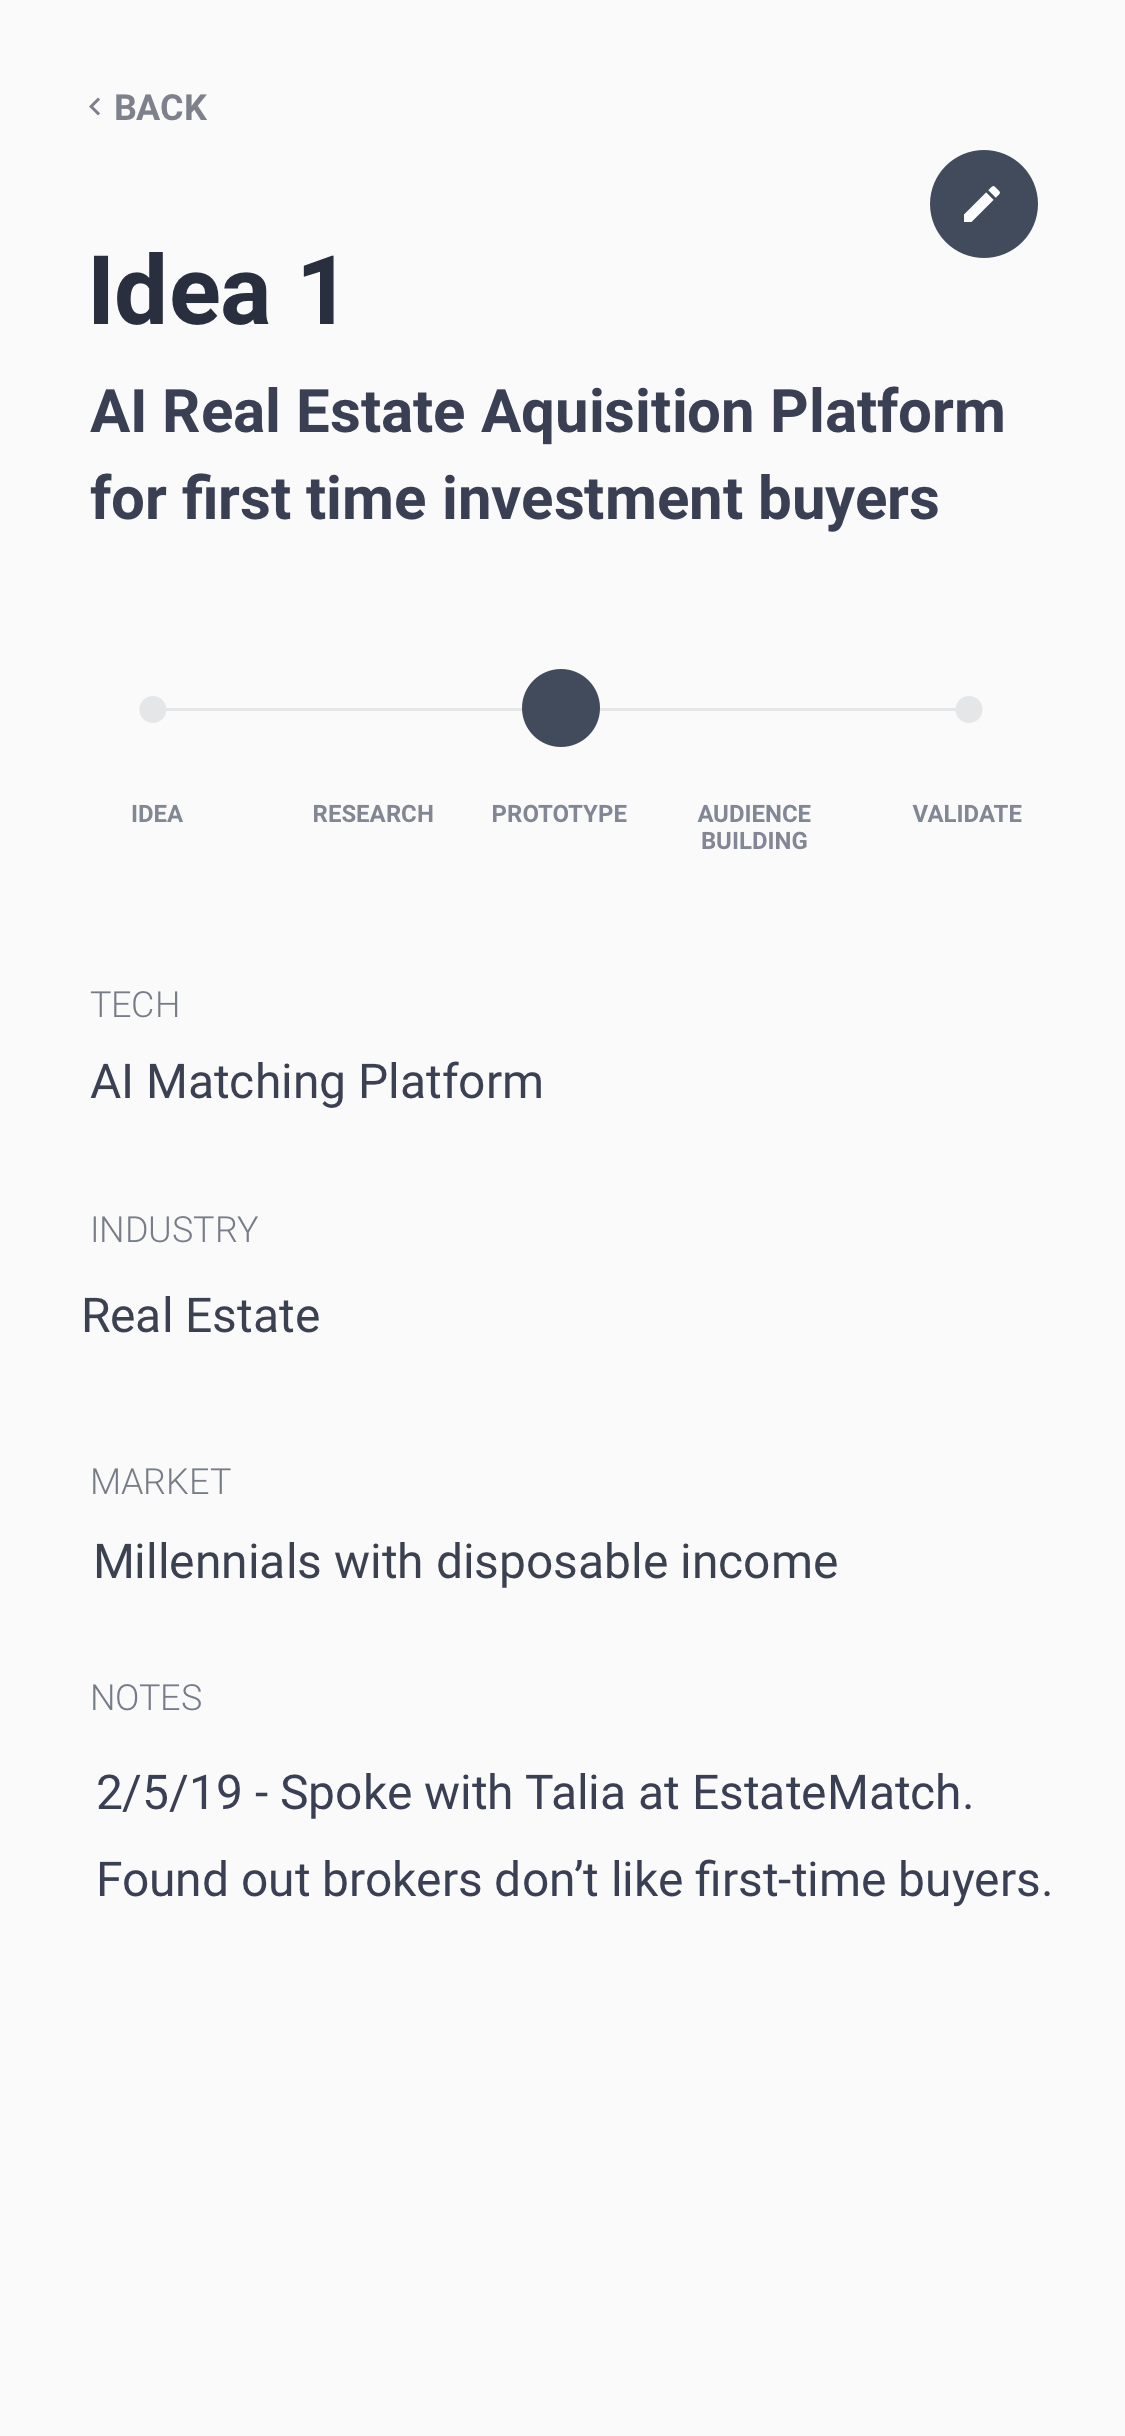 BACK
Idea 1
AI Real Estate Aquisition Platform
for first time investment buyers
IDEA
RESEARCH
PROTOTYPE
AUDIENCE
BUILDING
VALIDATE
TECH
AI Matching Platform
INDUSTRY
Real Estate
MARKET
Millennials with disposable income
NOTES
2/5/19 - Spoke with Talia at EstateMatch.
Found out brokers don’t like first-time buyers.